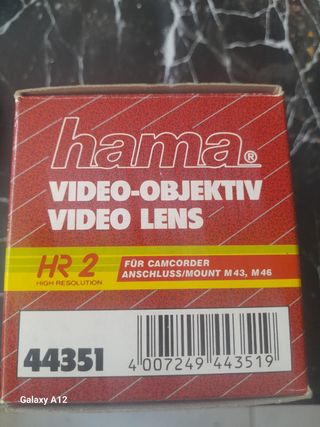 hama®
VIDEO-OBJEKTIV
VIDEO LENS
HR 2
HIGH RESOLUTION
FÜR CAMCORDER
ANSCHLUSS/MOUNT M43, M46
44351
4 007249 443519
Galaxy A12